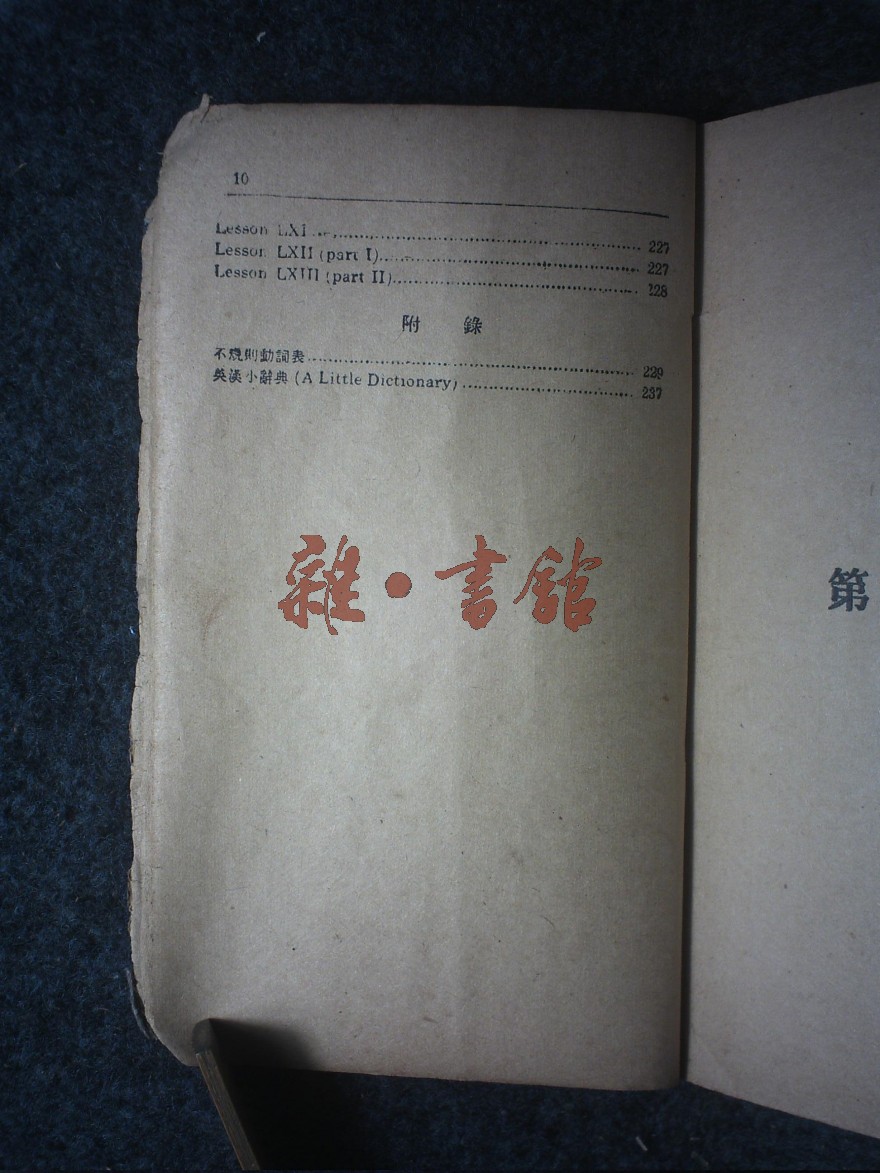 10
Lesson LXI ........ 227
Lesson LXII (part I)........ 227
Lesson LXIII (part II)........ 228
附 錄
不規則動詞表........ 229
英漢小辭典 (A Little Dictionary)........ 237
雜·書館
第